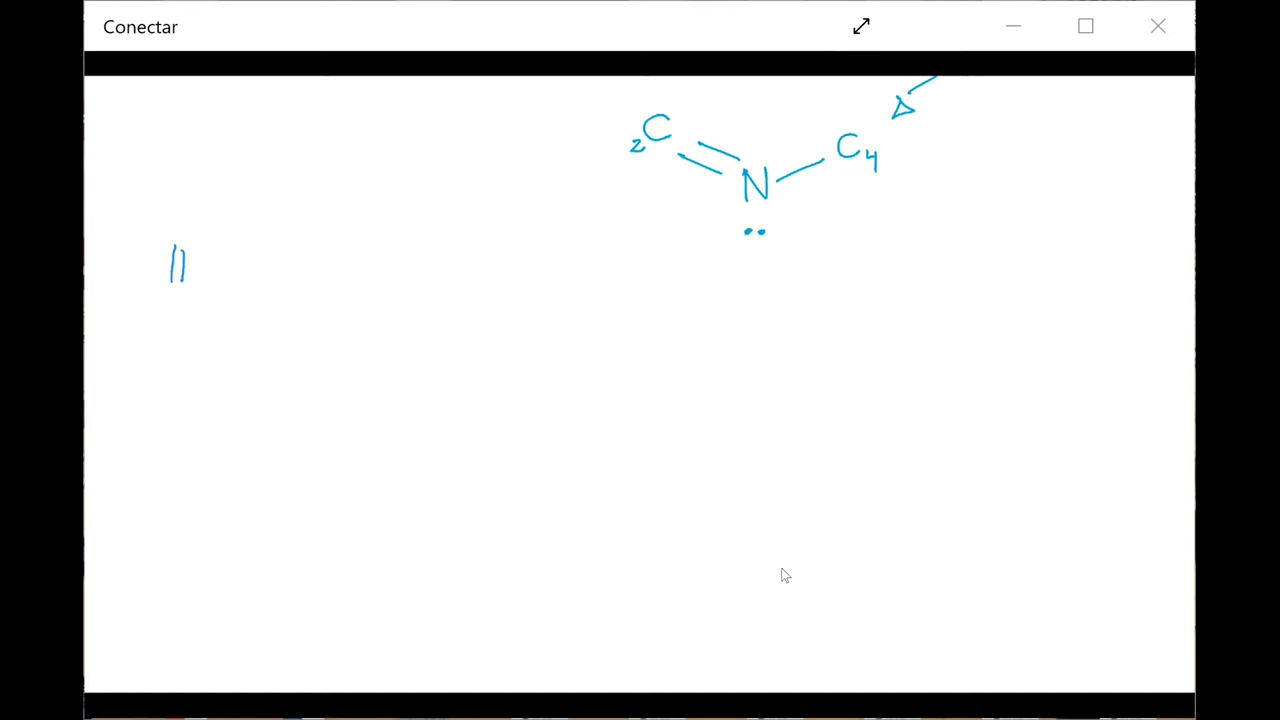 Conectar
₂C = N — C₄
••
||